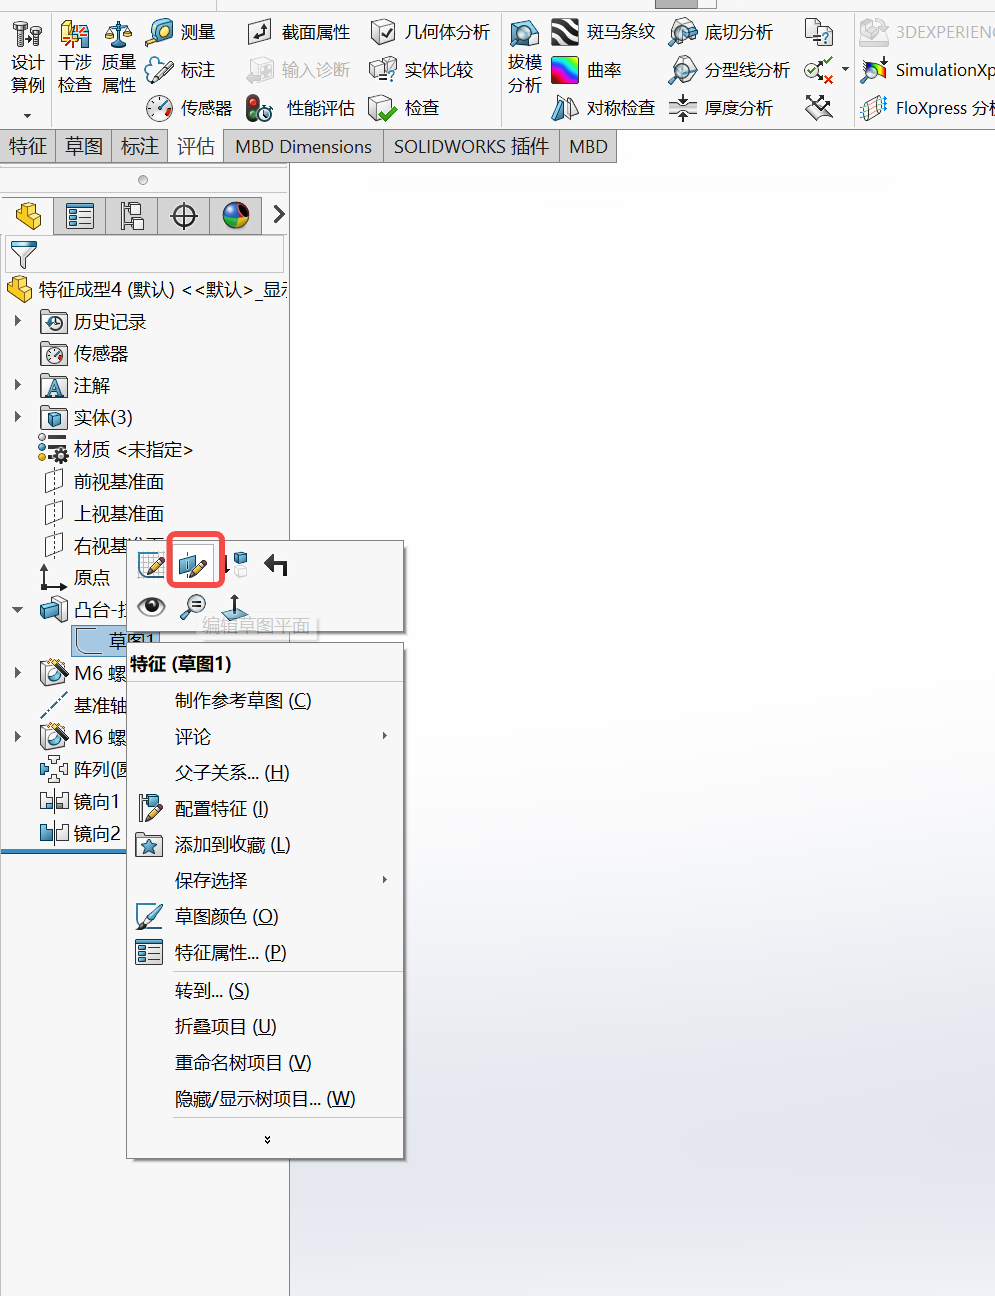 设计
算例
干涉
检查
质量
属性
测量
标注
传感器
截面属性
输入诊断
性能评估
几何体分析
实体比较
检查
拔模
分析
斑马条纹
曲率
对称检查
底切分析
分型线分析
厚度分析
3DEXPERIENC
SimulationXp
FloXpress 分析
特征
草图
标注
评估
MBD Dimensions
SOLIDWORKS 插件
MBD
特征成型4 (默认) <<默认>_显示
历史记录
传感器
注解
实体(3)
材质 <未指定>
前视基准面
上视基准面
右视基准面
原点
凸台-拉
草图1
M6 螺
基准轴
M6 螺
阵列(圆
镜向1
镜向2
编辑草图平面
特征 (草图1)
制作参考草图 (C)
评论
父子关系... (H)
配置特征 (I)
添加到收藏 (L)
保存选择
草图颜色 (O)
特征属性... (P)
转到... (S)
折叠项目 (U)
重命名树项目 (V)
隐藏/显示树项目... (W)